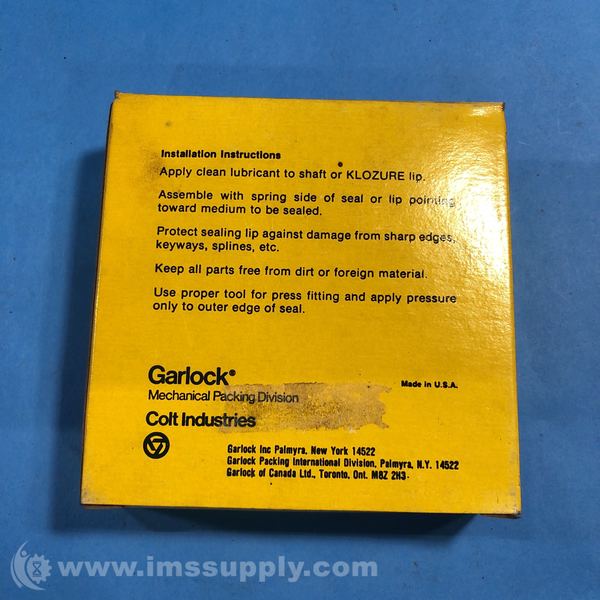 Installation Instructions
Apply clean lubricant to shaft or KLOZURE lip.
Assemble with spring side of seal or lip pointing
toward medium to be sealed.
Protect sealing lip against damage from sharp edges,
keyways, splines, etc.
Keep all parts free from dirt or foreign material.
Use proper tool for press fitting and apply pressure
only to outer edge of seal.
Garlock®
Mechanical Packing Division
Made in U.S.A.
Colt Industries
Garlock Inc Palmyra, New York 14522
Garlock Packing International Division, Palmyra, N.Y. 14522
Garlock of Canada Ltd., Toronto, Ont. M8Z 2H3
www.imssupply.com